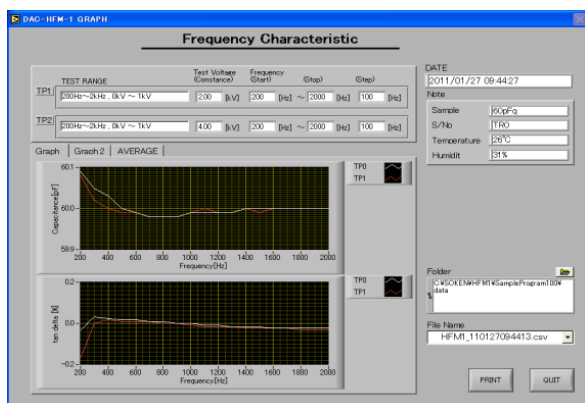 DAC-HFM-1 GRAPH
Frequency Characteristic
TEST RANGE
Test Voltage (Constance)
Frequency (Start) (Stop) (Step)
TP1 200Hz~2kHz, 0kV ~ 1kV 2.00 [kV] 200 [Hz] ~ 2000 [Hz] 100 [Hz]
TP2 200Hz~2kHz, 0kV ~ 1kV 4.00 [kV] 200 [Hz] ~ 2000 [Hz] 100 [Hz]
DATE
2011/01/27 09:44:27
Note
Sample 60pFq
S/No TR0
Temperature 26℃
Humidit 31%
Graph Graoh 2 AVERAGE
TP0
TP1
Capacitance[pF]
60.1
60.0
59.9
200 400 600 800 1000 1200 1400 1600 1800 2000
Frequency[Hz]
TP0
TP1
tan delta [%]
0.2
0.0
-0.2
200 400 600 800 1000 1200 1400 1600 1800 2000
Frequency[Hz]
Folder
%
C:¥SOKEN¥HFM1¥SampleProgram100¥
data
File Name
HFM1_110127094413.csv
PRINT
QUIT